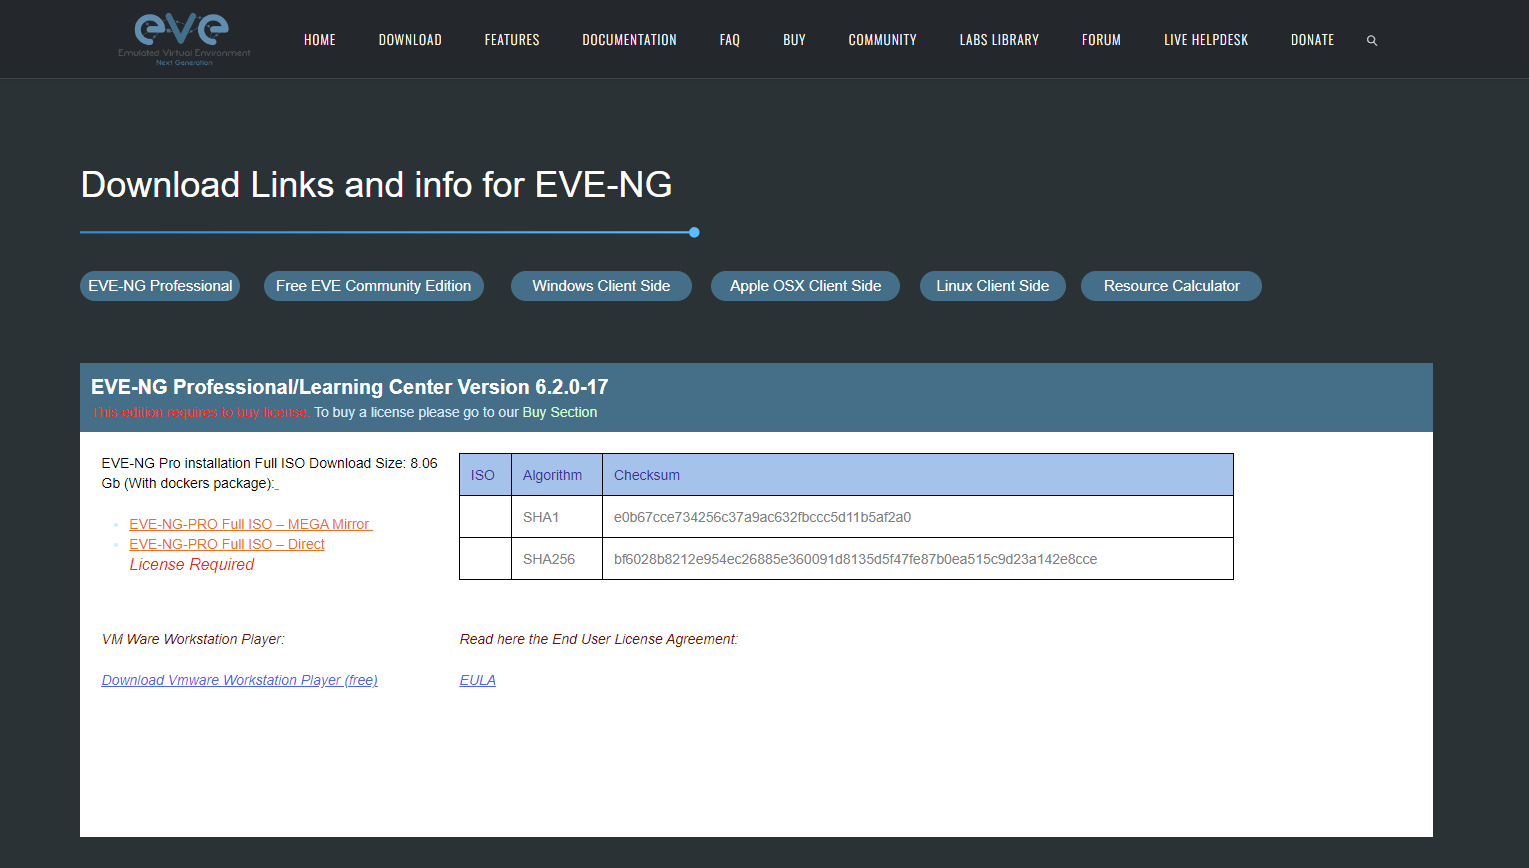 eve
Emulated Virtual Environment
Next Generation
HOME DOWNLOAD FEATURES DOCUMENTATION FAQ BUY COMMUNITY LABS LIBRARY FORUM LIVE HELPDESK DONATE
Download Links and info for EVE-NG
EVE-NG Professional Free EVE Community Edition Windows Client Side Apple OSX Client Side Linux Client Side Resource Calculator
EVE-NG Professional/Learning Center Version 6.2.0-17
This edition requires to buy license. To buy a license please go to our Buy Section
EVE-NG Pro installation Full ISO Download Size: 8.06
Gb (With dockers package):
EVE-NG-PRO Full ISO – MEGA Mirror
EVE-NG-PRO Full ISO – Direct
License Required
ISO Algorithm Checksum
SHA1 e0b67cce734256c37a9ac632fbccc5d11b5af2a0
SHA256 bf6028b8212e954ec26885e360091d8135d5f47fe87b0ea515c9d23a142e8cce
VM Ware Workstation Player:
Download Vmware Workstation Player (free)
Read here the End User License Agreement:
EULA